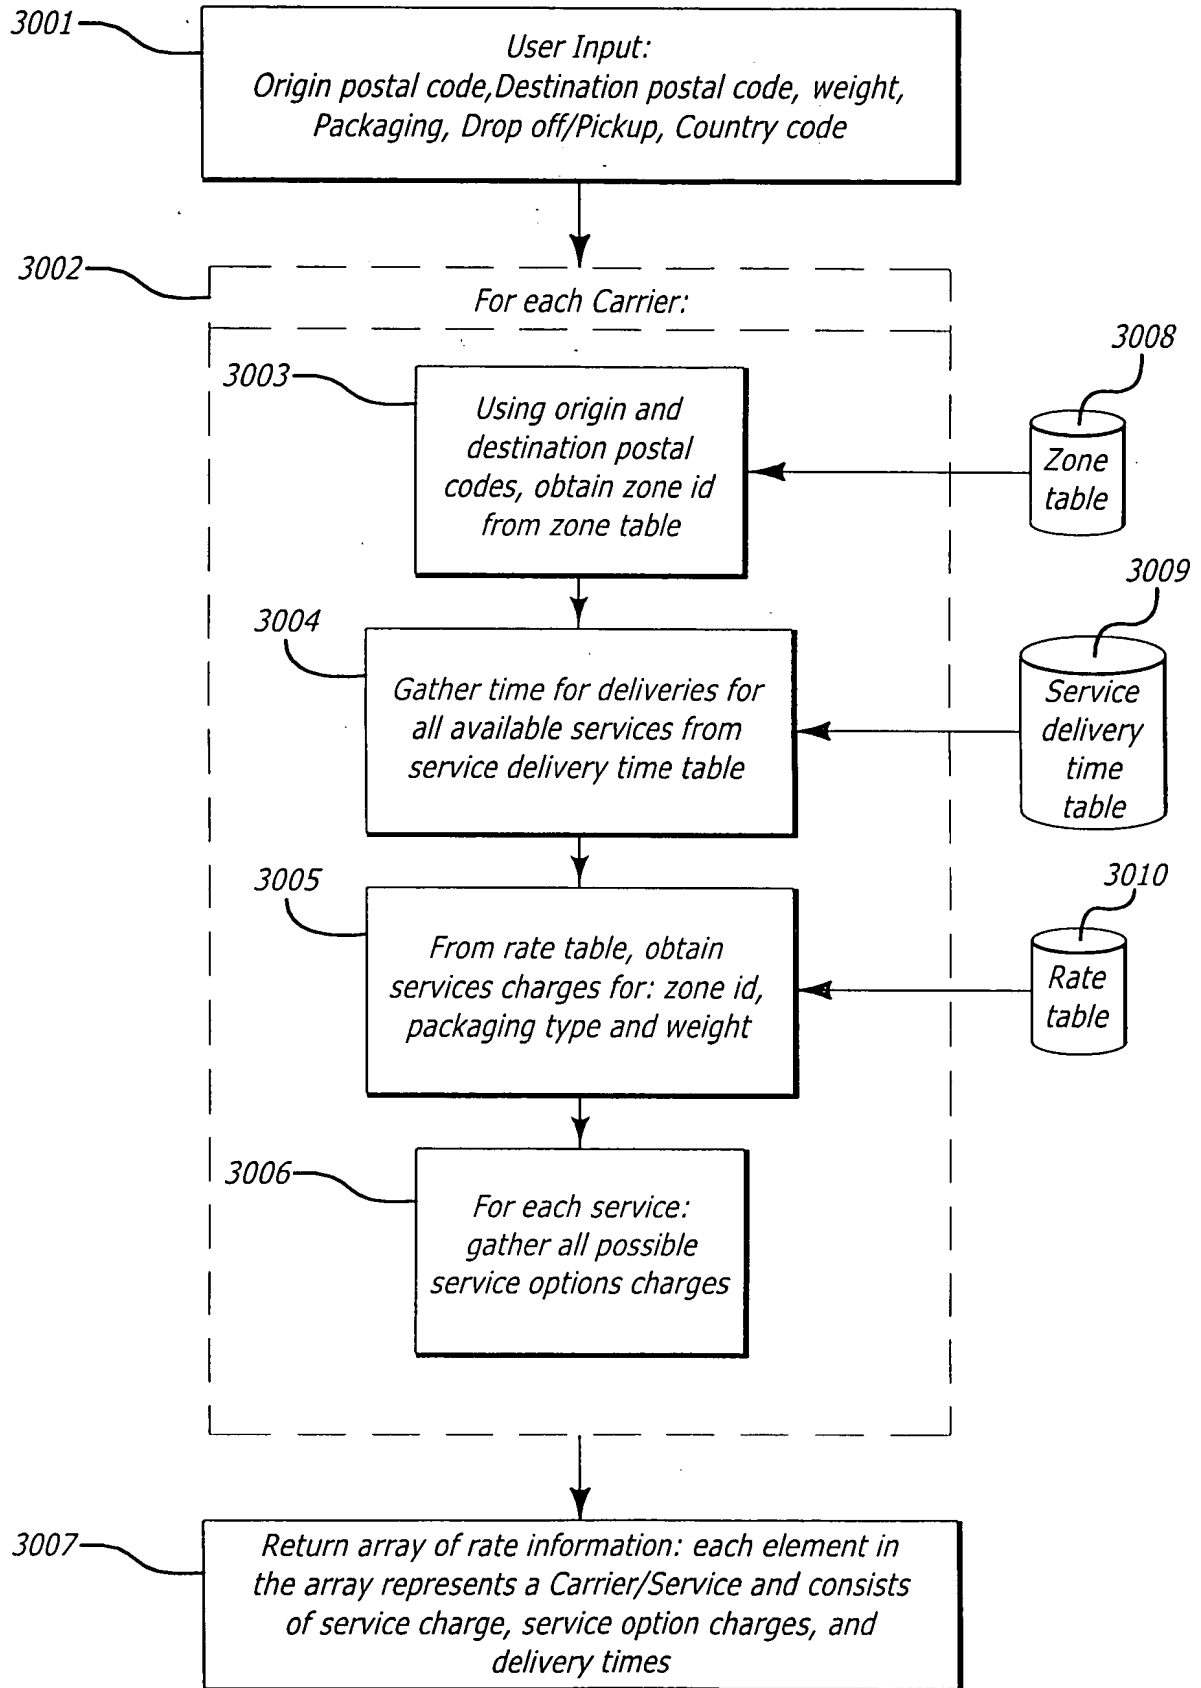 3001
User Input:
Origin postal code,Destination postal code, weight,
Packaging, Drop off/Pickup, Country code
3002
For each Carrier:
3003
Using origin and
destination postal
codes, obtain zone id
from zone table
3008
Zone
table
3004
Gather time for deliveries for
all available services from
service delivery time table
3009
Service
delivery
time
table
3005
From rate table, obtain
services charges for: zone id,
packaging type and weight
3010
Rate
table
3006
For each service:
gather all possible
service options charges
3007
Return array of rate information: each element in
the array represents a Carrier/Service and consists
of service charge, service option charges, and
delivery times